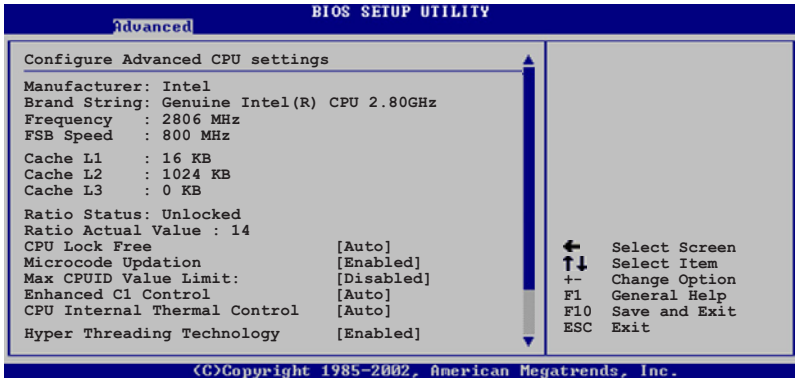 BIOS SETUP UTILITY
Advanced
Configure Advanced CPU settings
Manufacturer: Intel
Brand String: Genuine Intel(R) CPU 2.80GHz
Frequency : 2806 MHz
FSB Speed : 800 MHz
Cache L1 : 16 KB
Cache L2 : 1024 KB
Cache L3 : 0 KB
Ratio Status: Unlocked
Ratio Actual Value : 14
CPU Lock Free [Auto]
Microcode Updation [Enabled]
Max CPUID Value Limit: [Disabled]
Enhanced C1 Control [Auto]
CPU Internal Thermal Control [Auto]
Hyper Threading Technology [Enabled]
← Select Screen
↑↓ Select Item
+- Change Option
F1 General Help
F10 Save and Exit
ESC Exit
(C)Copyright 1985-2002, American Megatrends, Inc.